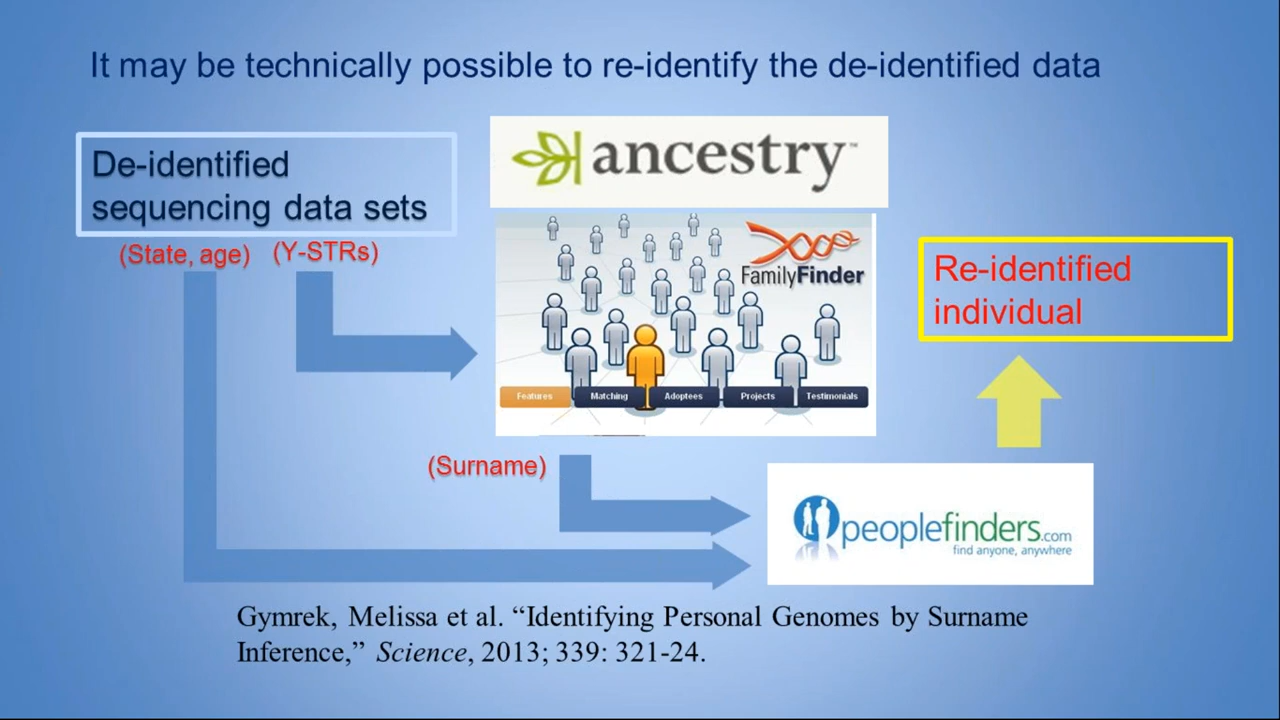 It may be technically possible to re-identify the de-identified data
De-identified
sequencing data sets
(State, age) (Y-STRs)
ancestry™
FamilyFinder
Features Matching Adoptees Projects Testimonials
Re-identified
individual
(Surname)
peoplefinders.com
find anyone, anywhere
Gymrek, Melissa et al. “Identifying Personal Genomes by Surname
Inference,” Science, 2013; 339: 321-24.